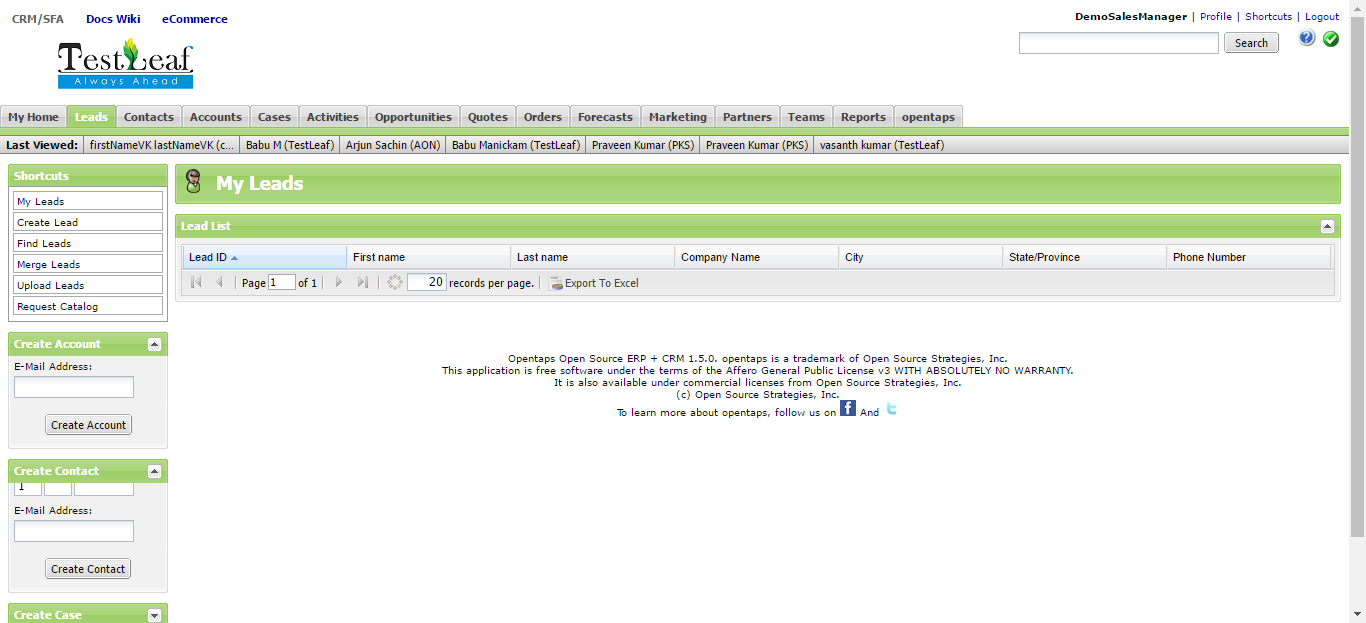 CRM/SFA Docs Wiki eCommerce
DemoSalesManager | Profile | Shortcuts | Logout
Search
TestLeaf
Always Ahead
My Home Leads Contacts Accounts Cases Activities Opportunities Quotes Orders Forecasts Marketing Partners Teams Reports opentaps
Last Viewed: firstNameVK lastNameVK (c... Babu M (TestLeaf) Arjun Sachin (AON) Babu Manickam (TestLeaf) Praveen Kumar (PKS) Praveen Kumar (PKS) vasanth kumar (TestLeaf)
Shortcuts
My Leads
Create Lead
Find Leads
Merge Leads
Upload Leads
Request Catalog
Create Account
E-Mail Address:
Create Account
Create Contact
1
E-Mail Address:
Create Contact
Create Case
My Leads
Lead List
Lead ID First name Last name Company Name City State/Province Phone Number
Page 1 of 1 20 records per page. Export To Excel
Opentaps Open Source ERP + CRM 1.5.0. opentaps is a trademark of Open Source Strategies, Inc.
This application is free software under the terms of the Affero General Public License v3 WITH ABSOLUTELY NO WARRANTY.
It is also available under commercial licenses from Open Source Strategies, Inc.
(c) Open Source Strategies, Inc.
To learn more about opentaps, follow us on f And t